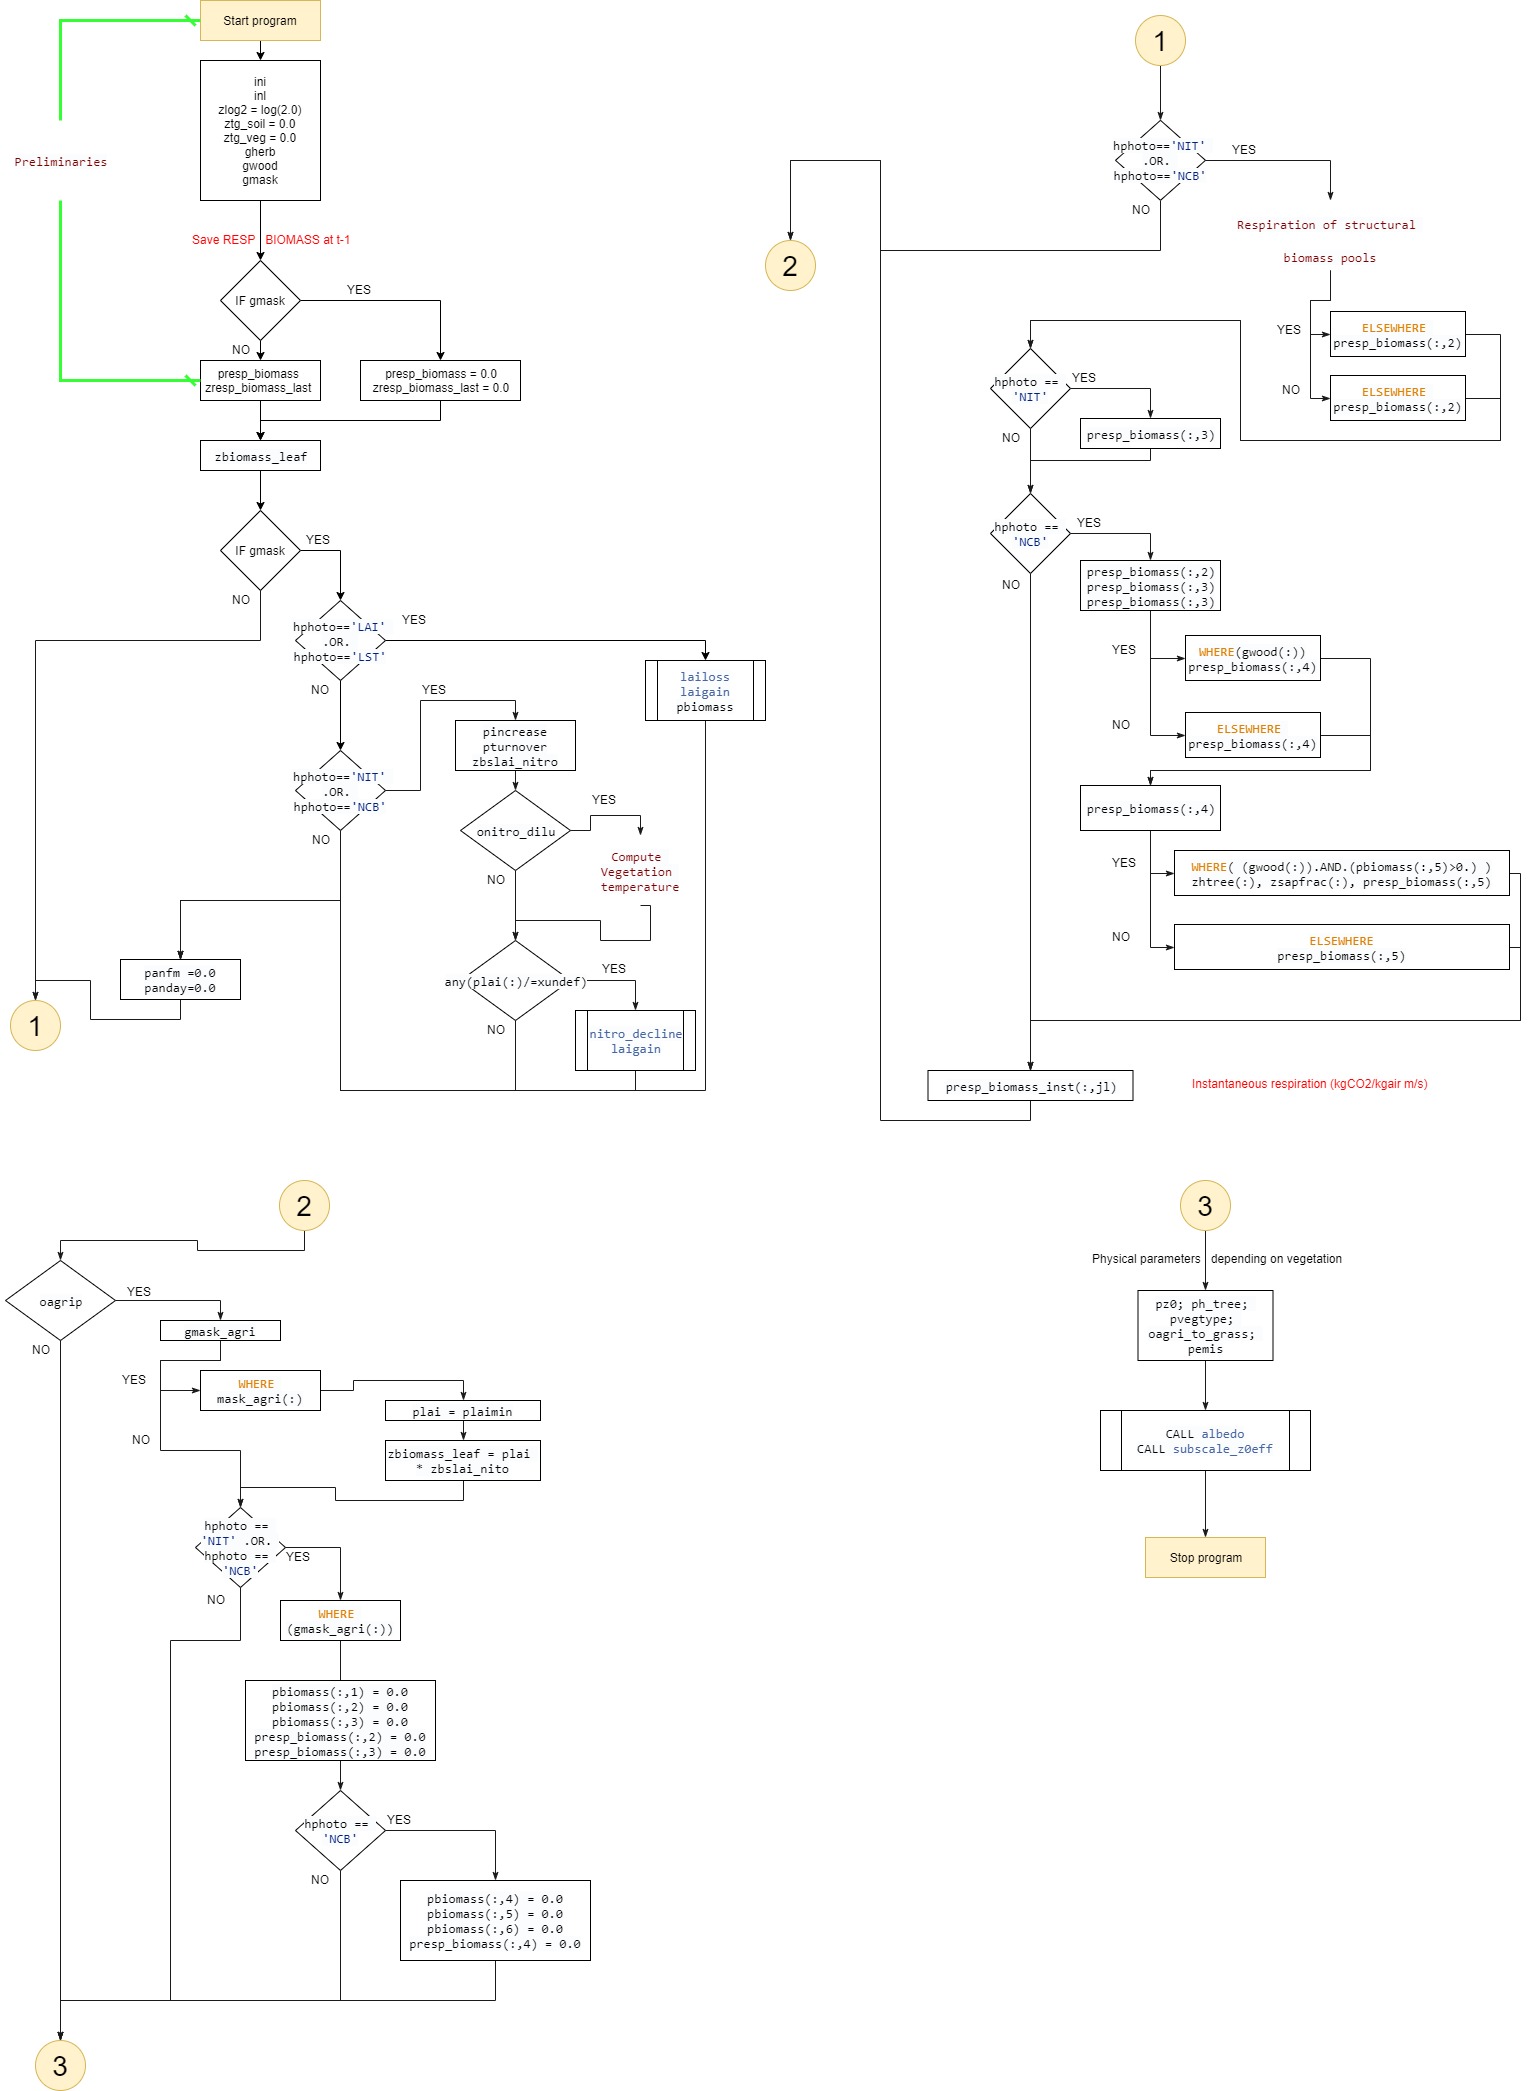 Start program
ini
inl
zlog2 = log(2.0)
ztg_soil = 0.0
ztg_veg = 0.0
gherb
gwood
gmask
Preliminaries
Save RESP BIOMASS at t-1
IF gmask
YES
NO
presp_biomass
zresp_biomass_last
presp_biomass = 0.0
zresp_biomass_last = 0.0
zbiomass_leaf
IF gmask
YES
NO
hphoto=='LAI'
.OR.
hphoto=='LST'
YES
NO
lailoss
laigain
pbiomass
hphoto=='NIT'
.OR.
hphoto=='NCB'
YES
NO
pincrease
pturnover
zbslai_nitro
onitro_dilu
YES
NO
Compute
Vegetation
temperature
any(plai(:)/=xundef)
YES
NO
nitro_decline
laigain
panfm =0.0
panday=0.0
1
1
hphoto=='NIT'
.OR.
hphoto=='NCB'
YES
NO
2
Respiration of structural
biomass pools
YES
ELSEWHERE
presp_biomass(:,2)
NO
ELSEWHERE
presp_biomass(:,2)
hphoto ==
'NIT'
YES
NO
presp_biomass(:,3)
hphoto ==
'NCB'
YES
NO
presp_biomass(:,2)
presp_biomass(:,3)
presp_biomass(:,3)
YES
WHERE(gwood(:))
presp_biomass(:,4)
NO
ELSEWHERE
presp_biomass(:,4)
presp_biomass(:,4)
YES
WHERE( (gwood(:)).AND.(pbiomass(:,5)>0.) )
zhtree(:), zsapfrac(:), presp_biomass(:,5)
NO
ELSEWHERE
presp_biomass(:,5)
presp_biomass_inst(:,jl)
Instantaneous respiration (kgCO2/kgair m/s)
2
oagrip
YES
NO
gmask_agri
YES
WHERE
mask_agri(:)
NO
plai = plaimin
zbiomass_leaf = plai
* zbslai_nito
hphoto ==
'NIT' .OR.
hphoto ==
'NCB'
YES
NO
WHERE
(gmask_agri(:))
pbiomass(:,1) = 0.0
pbiomass(:,2) = 0.0
pbiomass(:,3) = 0.0
presp_biomass(:,2) = 0.0
presp_biomass(:,3) = 0.0
hphoto ==
'NCB'
YES
NO
pbiomass(:,4) = 0.0
pbiomass(:,5) = 0.0
pbiomass(:,6) = 0.0
presp_biomass(:,4) = 0.0
3
3
Physical parameters depending on vegetation
pz0; ph_tree;
pvegtype;
oagri_to_grass;
pemis
CALL albedo
CALL subscale_z0eff
Stop program